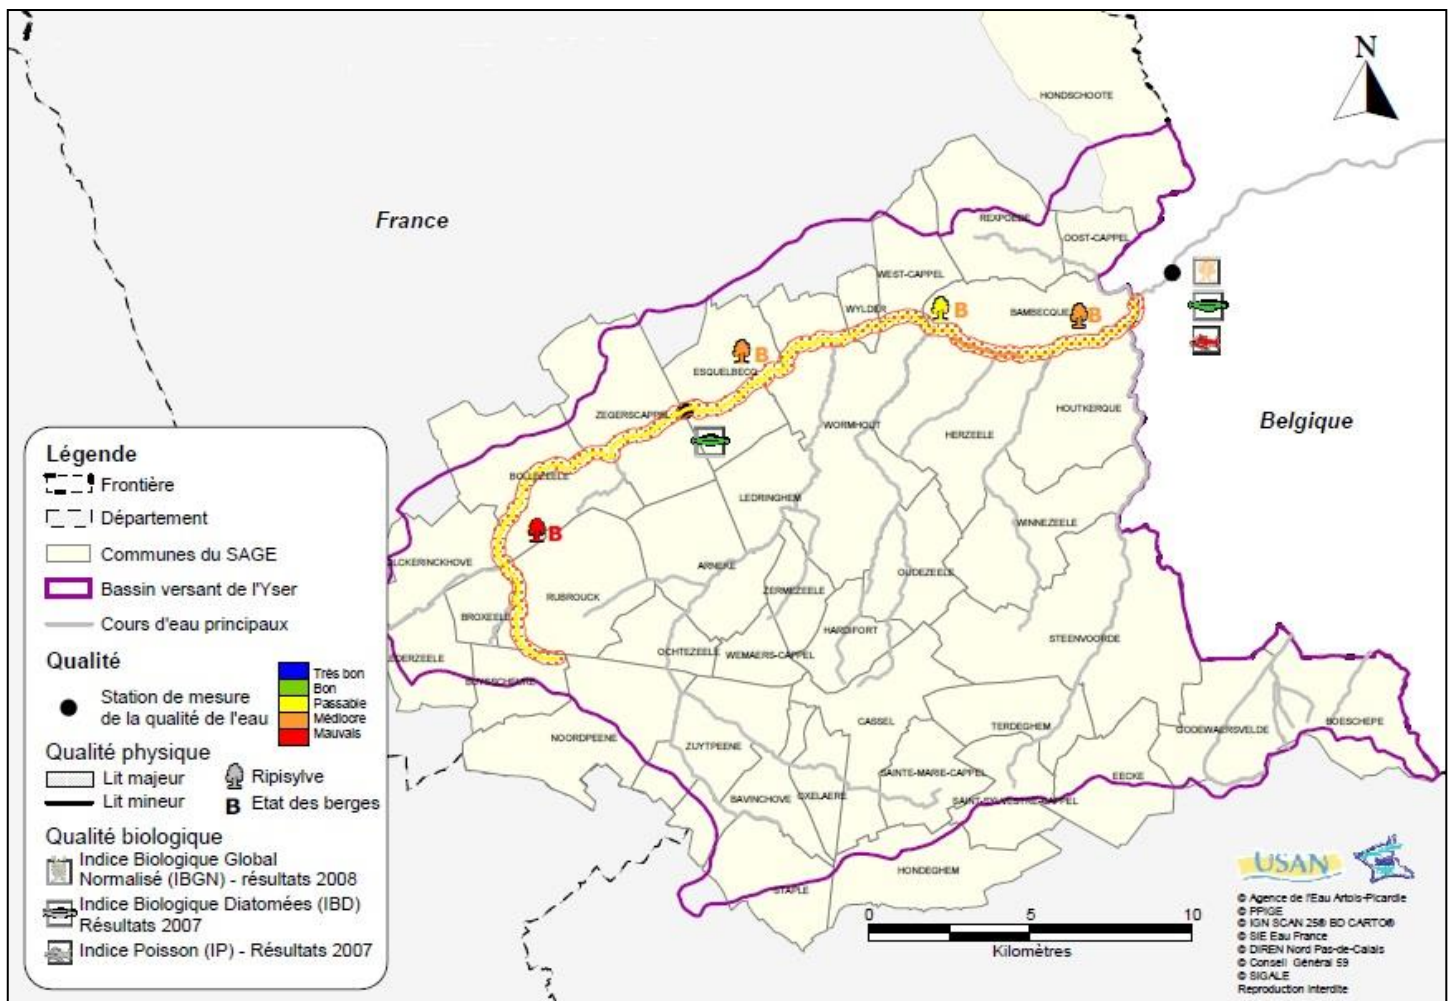 N
HONDSCHOOTE
France
REXPOEDE
OOST-CAPPEL
WEST-CAPPEL
WYLDER
B
BAMBECQUE
B
B
ESQUELBECQ
ZEGERSCAPPEL
HOUTKERQUE
Belgique
WORMHOUT
HERZEELE
BOLLEZEELE
LEDRINGHEM
WINNEZEELE
B
ARNEKE
OUDEZEELE
ZERMEZEELE
RUBROUCK
BROXEELE
HARDIFORT
STEENVOORDE
OCHTEZEELE
WEMAERS-CAPPEL
CASSEL
TERDEGHEM
GODEWAERSVELDE
BOESCHEPE
NOORDPEENE
ZUYTPEENE
SAINTE-MARIE-CAPPEL
EECKE
BAVINCHOVE
OXELAERE
SAINT-SYLVESTRE-CAPPEL
HONDEGHEM
STAPLE
Légende
Frontière
Département
Communes du SAGE
Bassin versant de l'Yser
Cours d'eau principaux
Qualité
Station de mesure
de la qualité de l'eau
Très bon
Bon
Passable
Médiocre
Mauvais
Qualité physique
Lit majeur
Ripisylve
Lit mineur
B Etat des berges
Qualité biologique
Indice Biologique Global
Normalisé (IBGN) - résultats 2008
Indice Biologique Diatomées (IBD)
Résultats 2007
Indice Poisson (IP) - Résultats 2007
0 5 10
Kilomètres
USAN
© Agence de l'Eau Artois-Picardie
© PPIGE
© IGN SCAN 25® BD CARTO®
© SIE Eau France
© DIREN Nord Pas-de-Calais
© Conseil Général 59
© SIGALE
Reproduction interdite